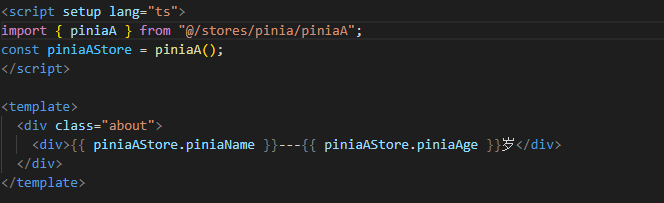 <script setup lang="ts">
import { piniaA } from "@/stores/pinia/piniaA";
const piniaAStore = piniaA();
</script>
<template>
<div class="about">
<div>{{ piniaAStore.piniaName }}---{{ piniaAStore.piniaAge }}岁</div>
</div>
</template>